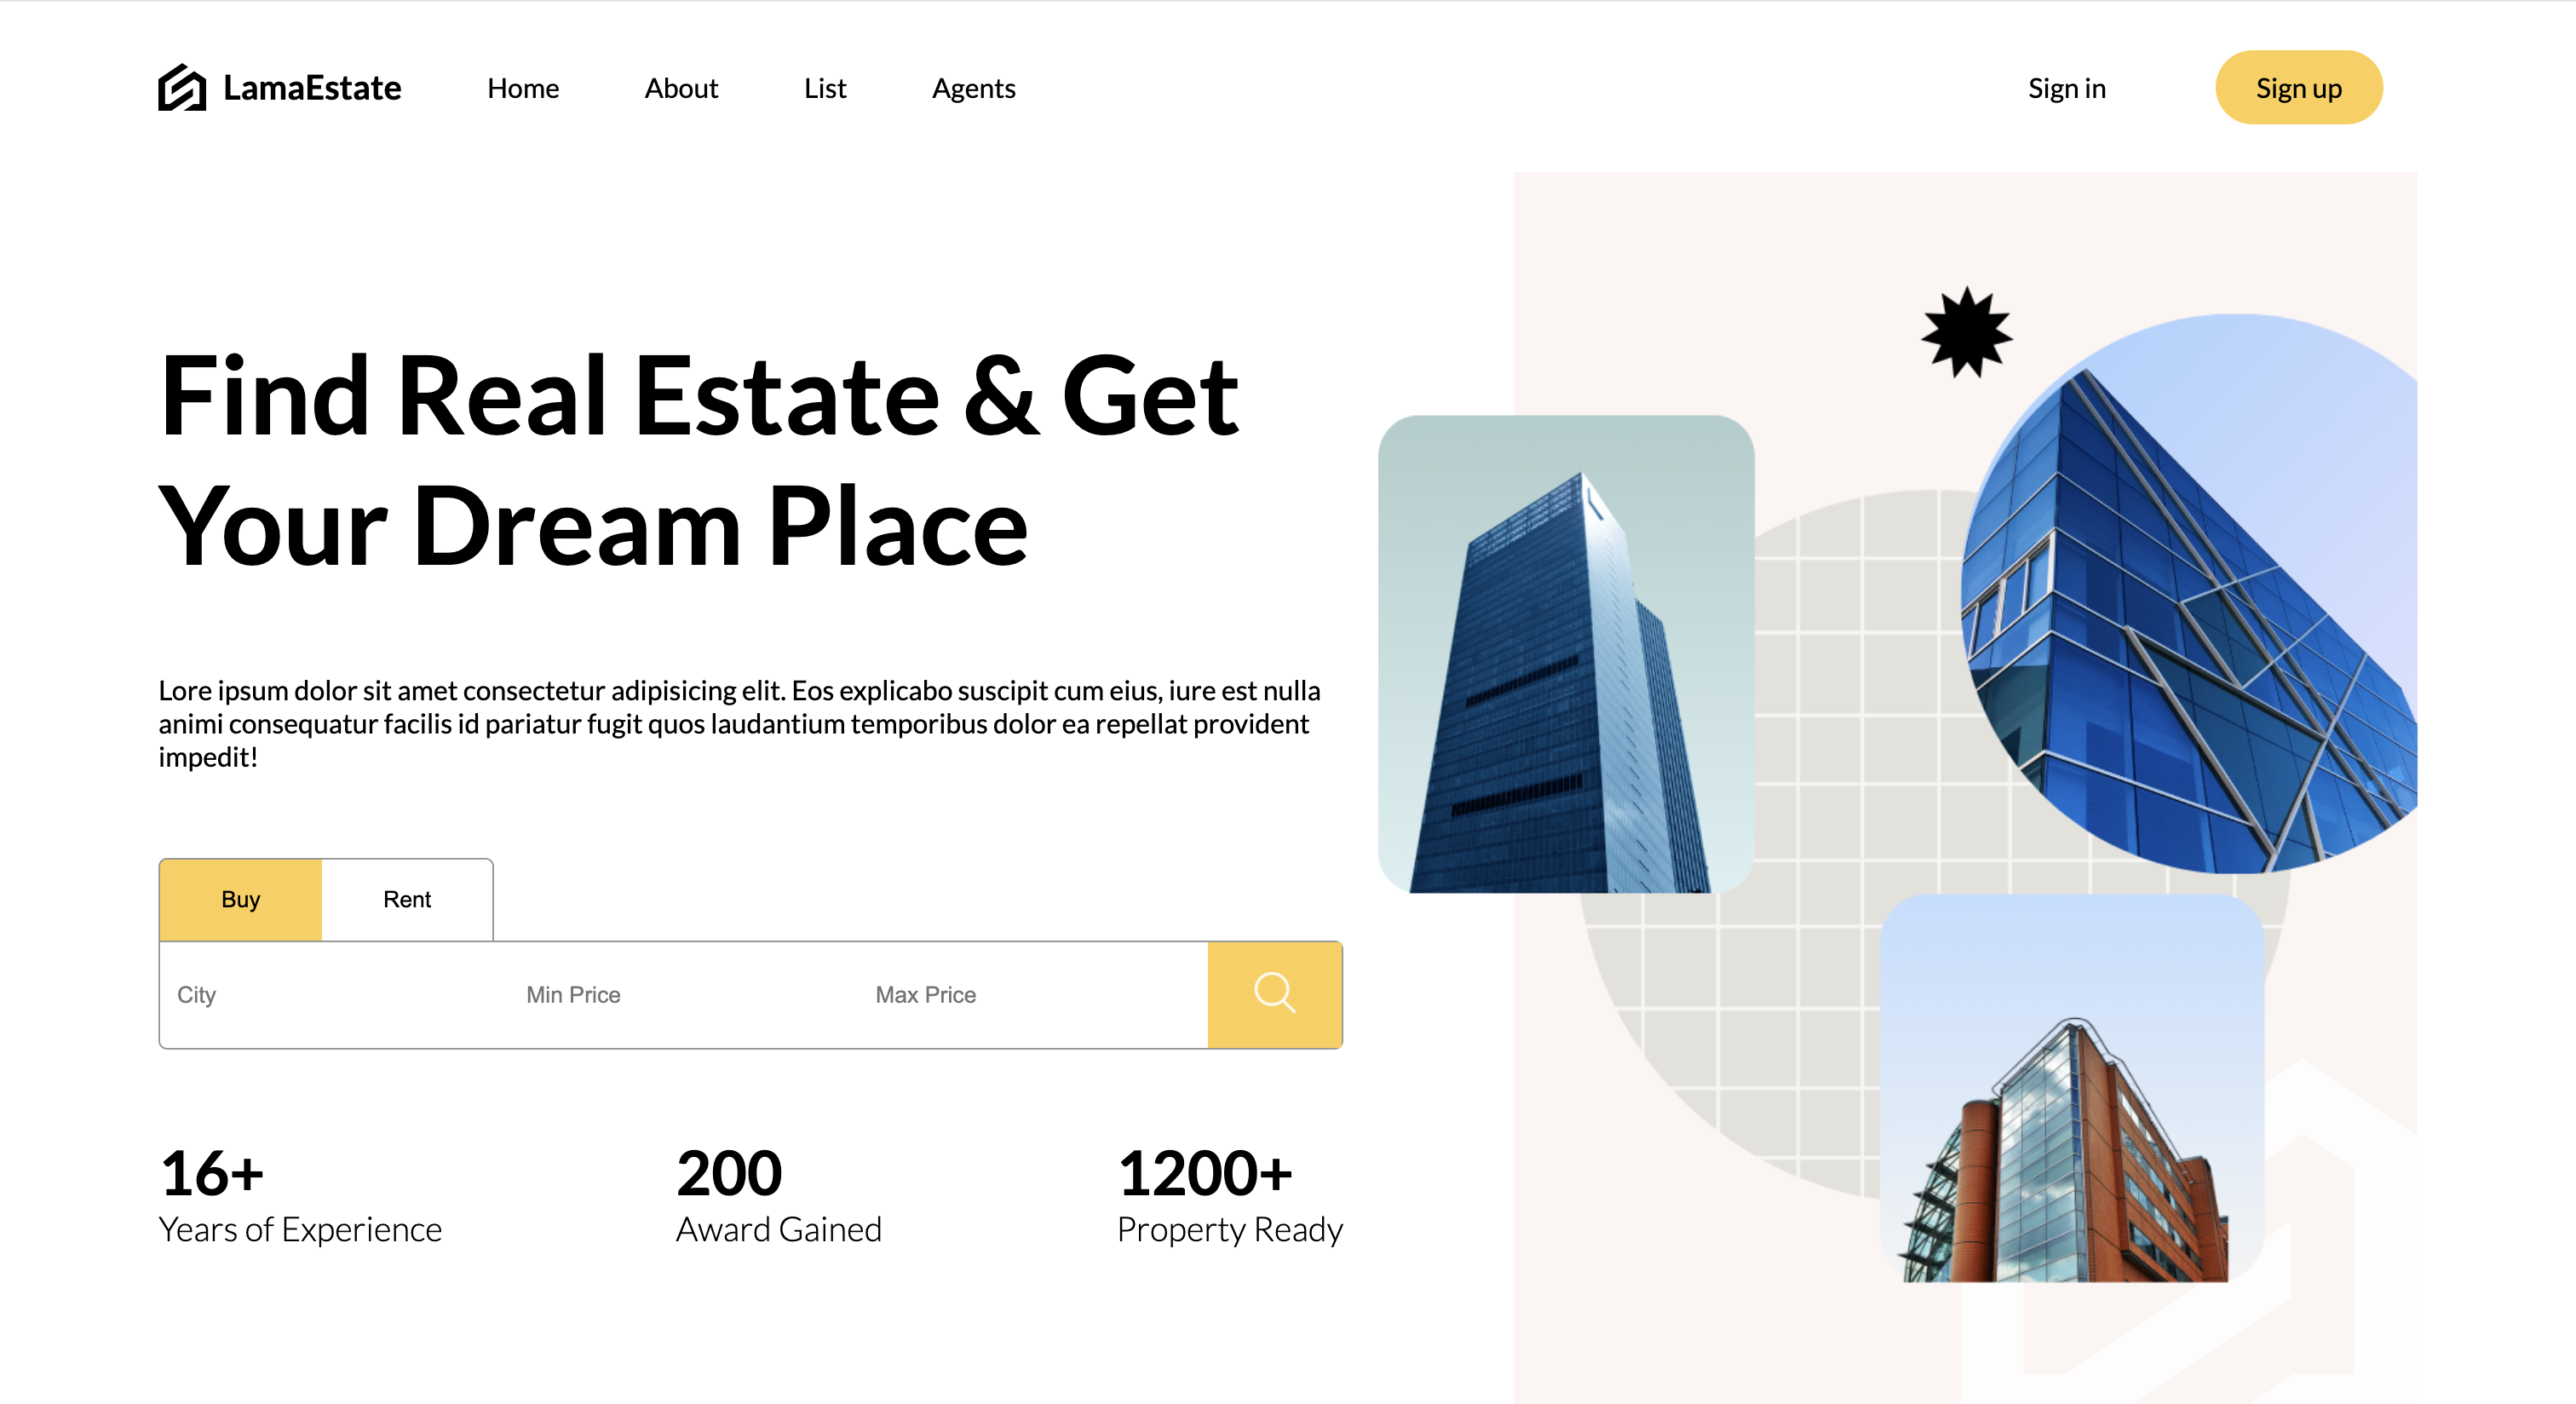 LamaEstate
Home
About
List
Agents
Sign in
Sign up
Find Real Estate & Get
Your Dream Place
Lore ipsum dolor sit amet consectetur adipisicing elit. Eos explicabo suscipit cum eius, iure est nulla
animi consequatur facilis id pariatur fugit quos laudantium temporibus dolor ea repellat provident
impedit!
Buy
Rent
City
Min Price
Max Price
16+
Years of Experience
200
Award Gained
1200+
Property Ready